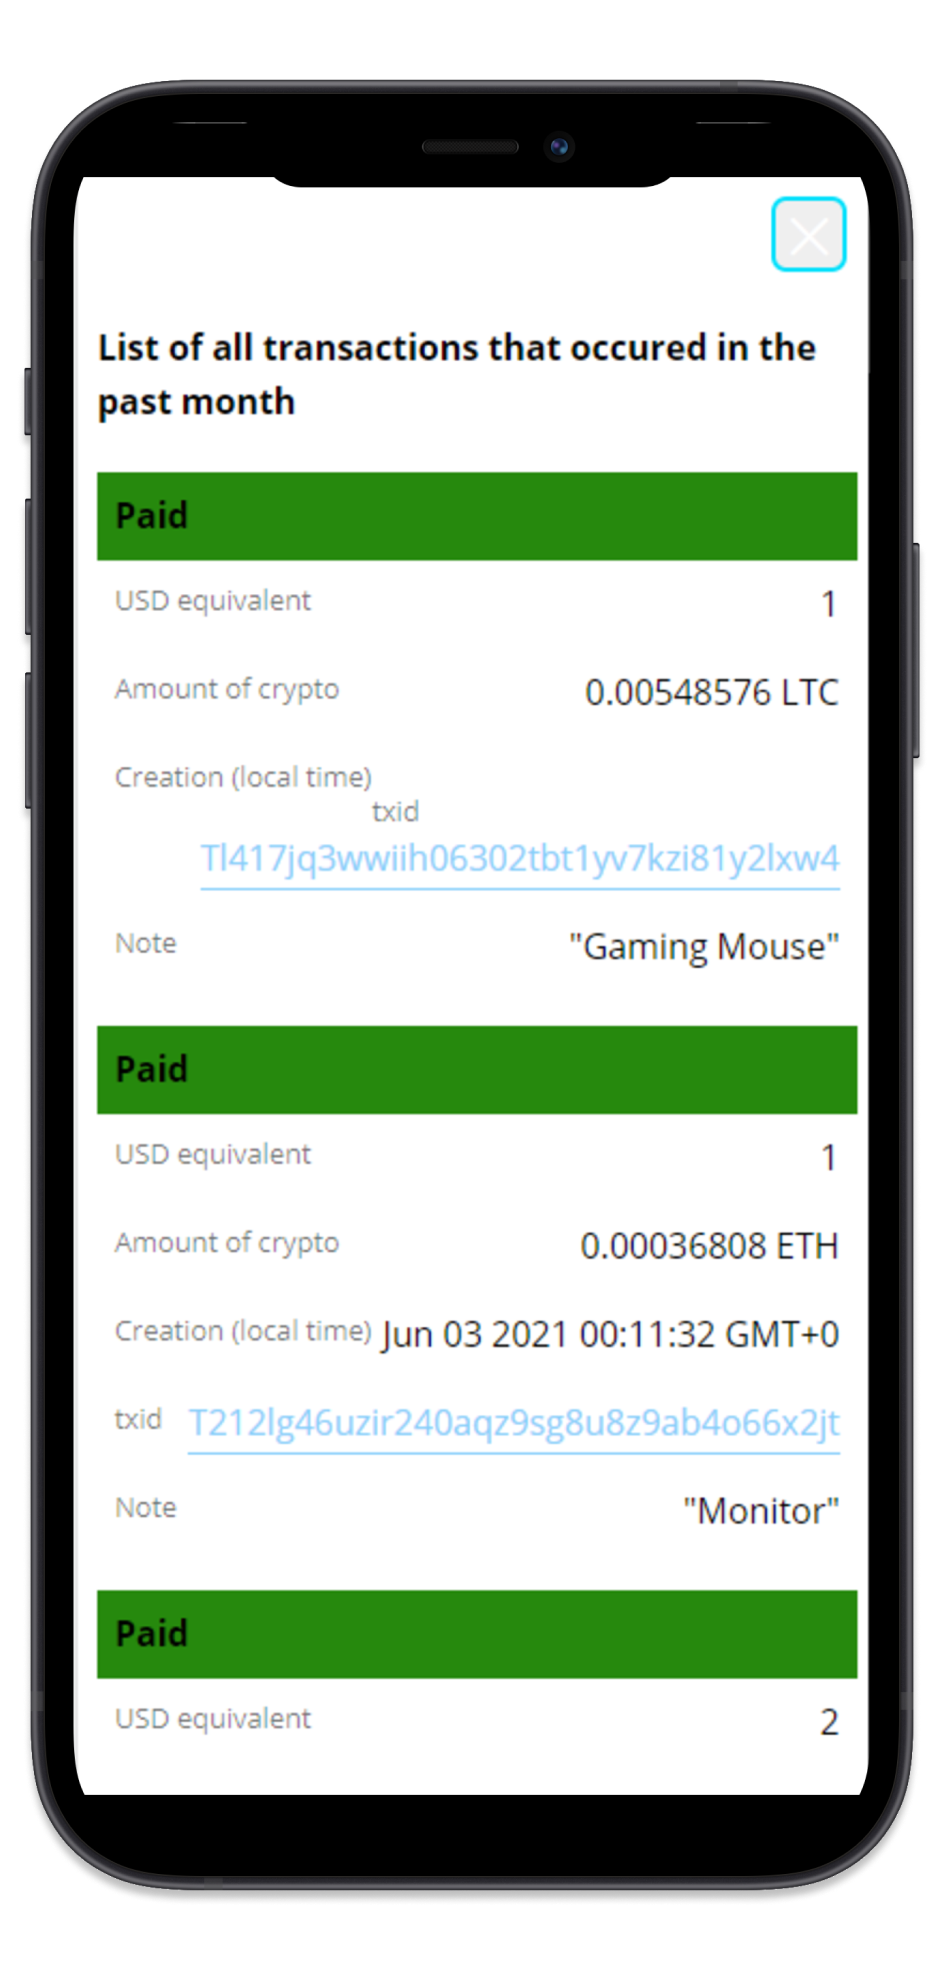 List of all transactions that occured in the
past month
Paid
USD equivalent 1
Amount of crypto 0.00548576 LTC
Creation (local time)
txid
Tl417jq3wwiih06302tbt1yv7kzi81y2lxw4
Note "Gaming Mouse"
Paid
USD equivalent 1
Amount of crypto 0.00036808 ETH
Creation (local time) Jun 03 2021 00:11:32 GMT+0
txid T212lg46uzir240aqz9sg8u8z9ab4o66x2jt
Note "Monitor"
Paid
USD equivalent 2